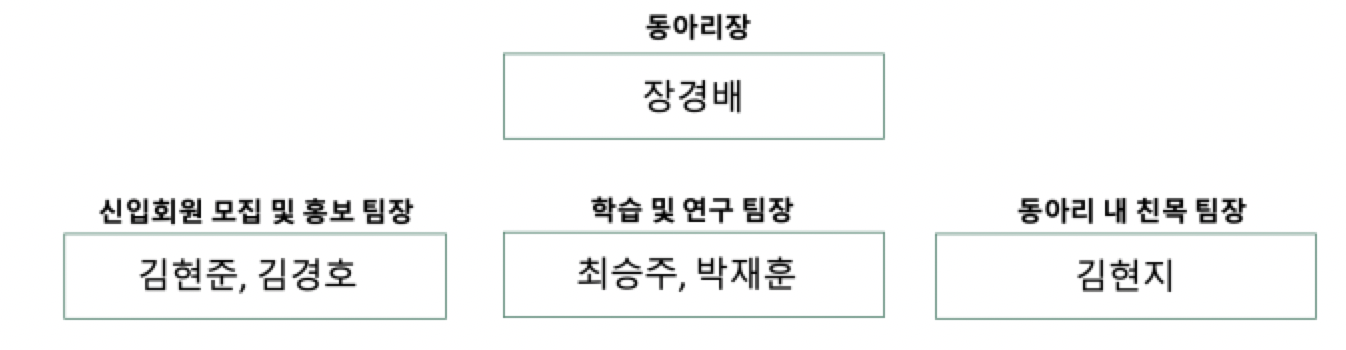 동아리장
장경배
신입회원 모집 및 홍보 팀장
학습 및 연구 팀장
동아리 내 친목 팀장
김현준, 김경호
최승주, 박재훈
김현지